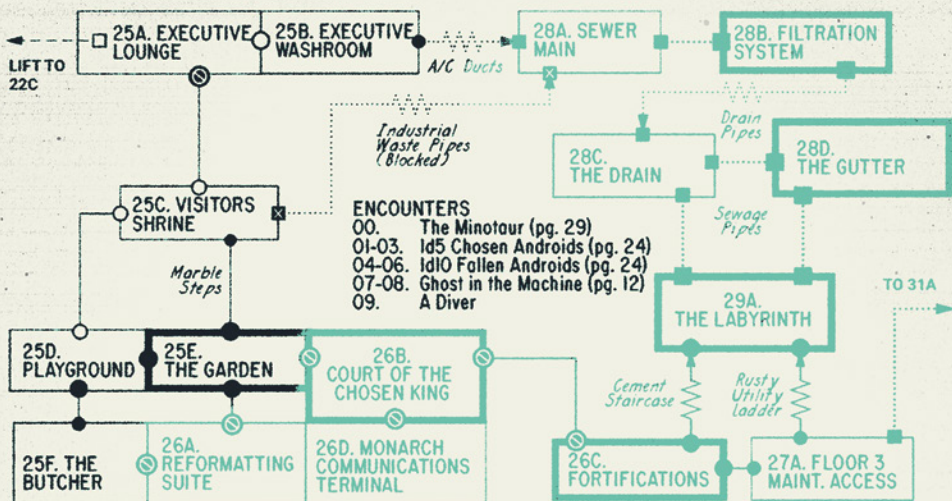 25A. EXECUTIVE
LOUNGE
25B. EXECUTIVE
WASHROOM
28A. SEWER
MAIN
28B. FILTRATION
SYSTEM
LIFT TO
22C
A/C Ducts
Industrial
Waste Pipes
(Blocked)
Drain
Pipes
28C.
THE DRAIN
28D.
THE GUTTER
25C. VISITORS
SHRINE
Sewage
Pipes
ENCOUNTERS
00. The Minotaur (pg. 29)
01-03. 1d5 Chosen Androids (pg. 24)
04-06. 1d10 Fallen Androids (pg. 24)
07-08. Ghost in the Machine (pg. 12)
09. A Diver
Marble
Steps
29A.
THE LABYRINTH
TO 31A
25D.
PLAYGROUND
25E.
THE GARDEN
26B.
COURT OF THE
CHOSEN KING
Cement
Staircase
Rusty
Utility
Ladder
25F. THE
BUTCHER
26A.
REFORMATTING
SUITE
26D. MONARCH
COMMUNICATIONS
TERMINAL
26C.
FORTIFICATIONS
27A. FLOOR 3
MAINT. ACCESS